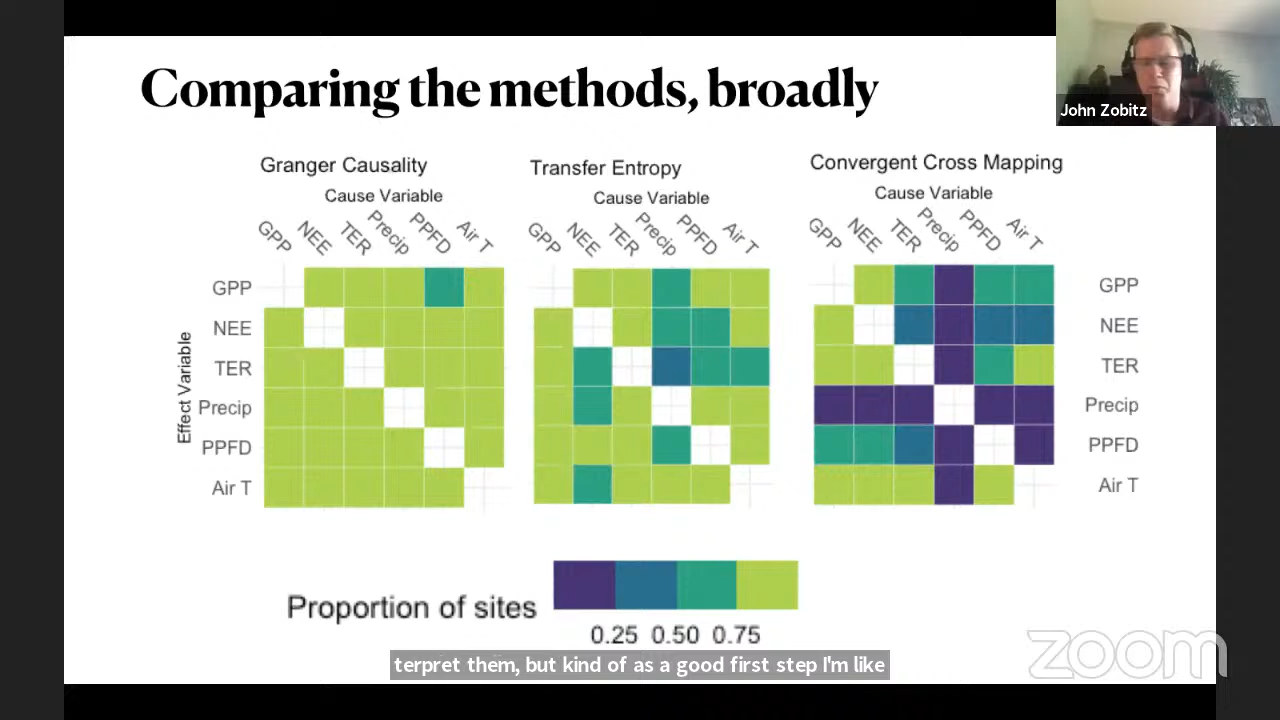 Comparing the methods, broadly
John Zobitz
Granger Causality
Cause Variable
GPP NEE TER Precip PPFD Air T
Effect Variable
GPP
NEE
TER
Precip
PPFD
Air T
Transfer Entropy
Cause Variable
GPP NEE TER Precip PPFD Air T
Convergent Cross Mapping
Cause Variable
GPP NEE TER Precip PPFD Air T
GPP
NEE
TER
Precip
PPFD
Air T
Proportion of sites
0.25 0.50 0.75
terpret them, but kind of as a good first step I'm like
zoom